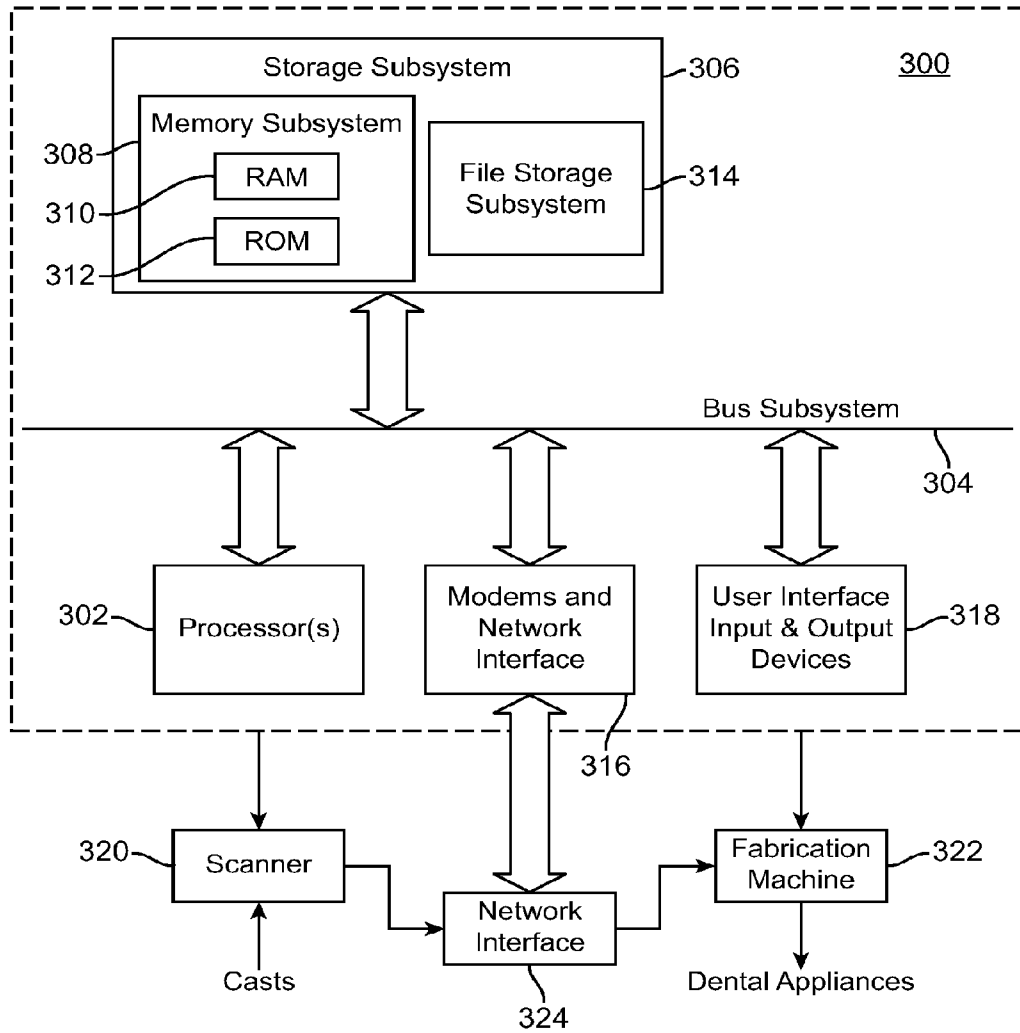 Storage Subsystem
306
300
Memory Subsystem
308
RAM
310
ROM
312
File Storage
Subsystem
314
Bus Subsystem
304
302
Processor(s)
Modems and
Network
Interface
316
User Interface
Input & Output
Devices
318
320
Scanner
Casts
Network
Interface
324
Fabrication
Machine
322
Dental Appliances